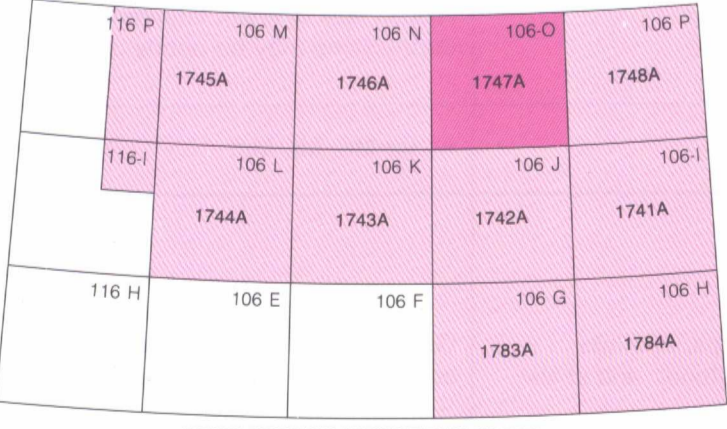 116 P
106 M
106 N
106-O
106 P
1745A
1746A
1747A
1748A
116-I
106 L
106 K
106 J
106-I
1744A
1743A
1742A
1741A
116 H
106 E
106 F
106 G
106 H
1783A
1784A